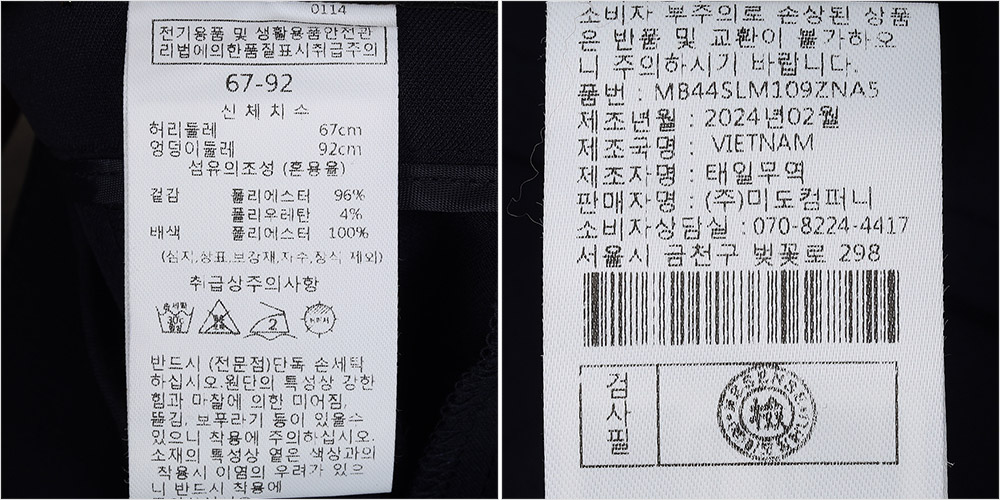 0114
전기용품 및 생활용품안전관
리법에의한품질표시취급주의
67-92
신 체 치 수
허리둘레 67cm
엉덩이둘레 92cm
섬유의조성 (혼용율)
겉감 폴리에스터 96%
폴리우레탄 4%
배색 폴리에스터 100%
(심지,상표,보강재,자수,장식 제외)
취급상주의사항
손세탁
30℃
중성
2
반드시 (전문점)단독 손세탁
하십시오.원단의 특성상 강한
힘과 마찰에 의한 미어짐,
뜯김, 보푸라기 등이 있을수
있으니 착용에 주의하십시오.
소재의 특성상 옅은 색상과의
착용시 이염의 우려가 있으
니 반드시 착용에
소비자 부주의로 손상된 상품
은 반품 및 교환이 불가하오
니 주의하시기 바랍니다.
품번 : MB44SLM109ZNA5
제조년월 : 2024년02월
제조국명 : VIETNAM
제조자명 : 태일무역
판매자명 : (주)미도컴퍼니
소비자상담실 : 070-8224-4417
서울시 금천구 벚꽃로 298
검사필
檢